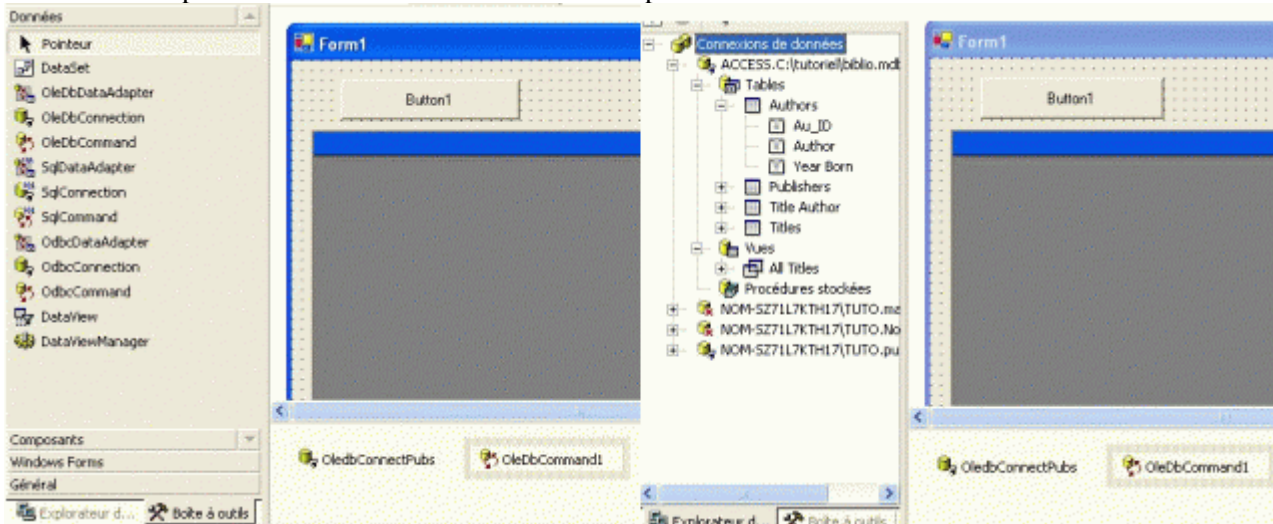 Données
Pointeur
DataSet
OleDbDataAdapter
OleDbConnection
OleDbCommand
SqlDataAdapter
SqlConnection
SqlCommand
OdbcDataAdapter
OdbcConnection
OdbcCommand
DataView
DataViewManager
Composants
Windows Forms
Général
Explorateur d...
Boîte à outils
Form1
Button1
OledbConnectPubs
OleDbCommand1
Connexions de données
ACCESS.C:\tutoriel\biblio.mdb
Tables
Authors
Au_ID
Author
Year Born
Publishers
Title Author
Titles
Vues
All Titles
Procédures stockées
NOM-SZ71L7KTH17\TUTO.ma
NOM-SZ71L7KTH17\TUTO.No
NOM-SZ71L7KTH17\TUTO.pu
Explorateur d...
Boîte à outils
Form1
Button1
OledbConnectPubs
OleDbCommand1